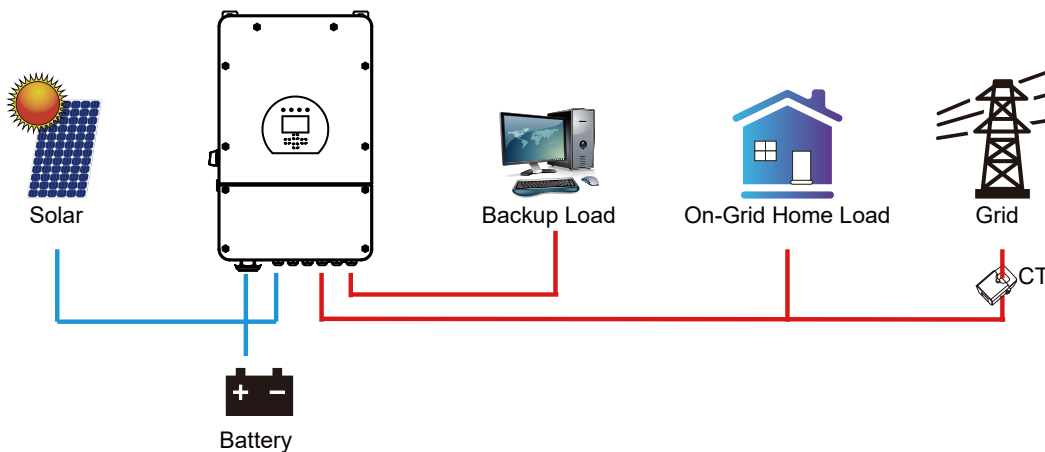 Solar
Backup Load
On-Grid Home Load
Grid
CT
Battery